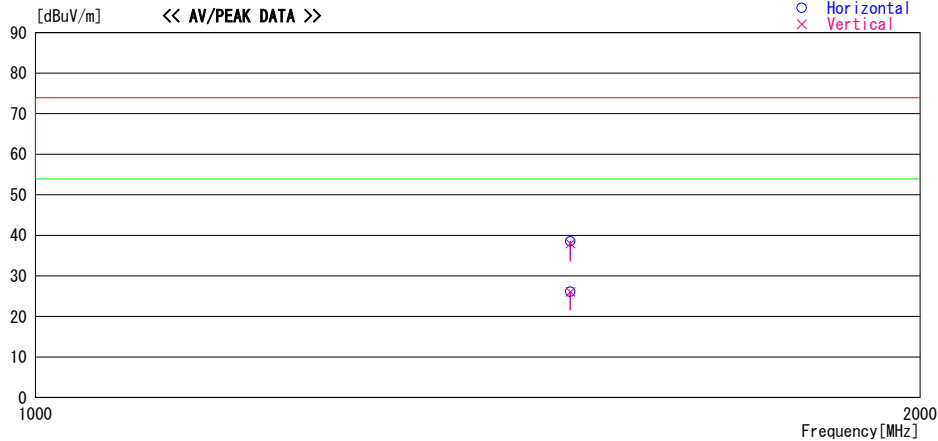 [dBuV/m] << AV/PEAK DATA >>
○ Horizontal
× Vertical
90
80
70
60
50
40
30
20
10
0
1000 2000
Frequency[MHz]